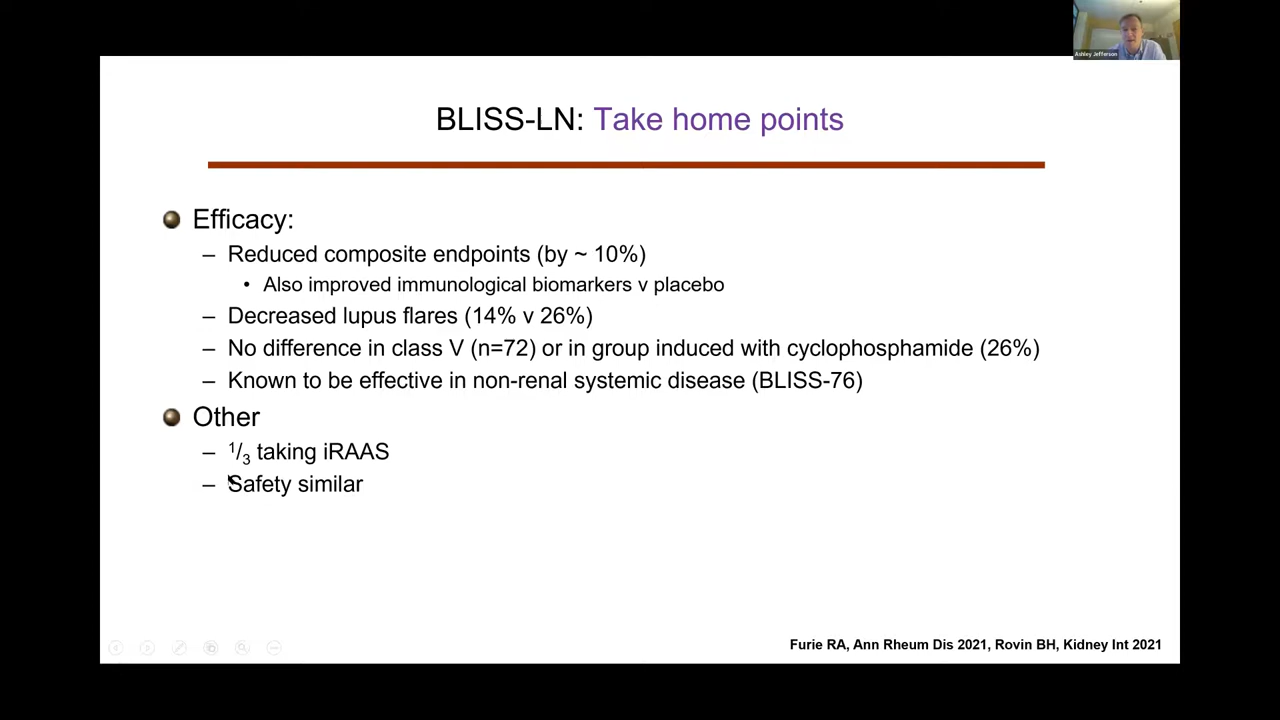 Ashley Jefferson
BLISS-LN: Take home points
Efficacy:
– Reduced composite endpoints (by ~ 10%)
• Also improved immunological biomarkers v placebo
– Decreased lupus flares (14% v 26%)
– No difference in class V (n=72) or in group induced with cyclophosphamide (26%)
– Known to be effective in non-renal systemic disease (BLISS-76)
Other
– 1/3 taking iRAAS
– Safety similar
Furie RA, Ann Rheum Dis 2021, Rovin BH, Kidney Int 2021